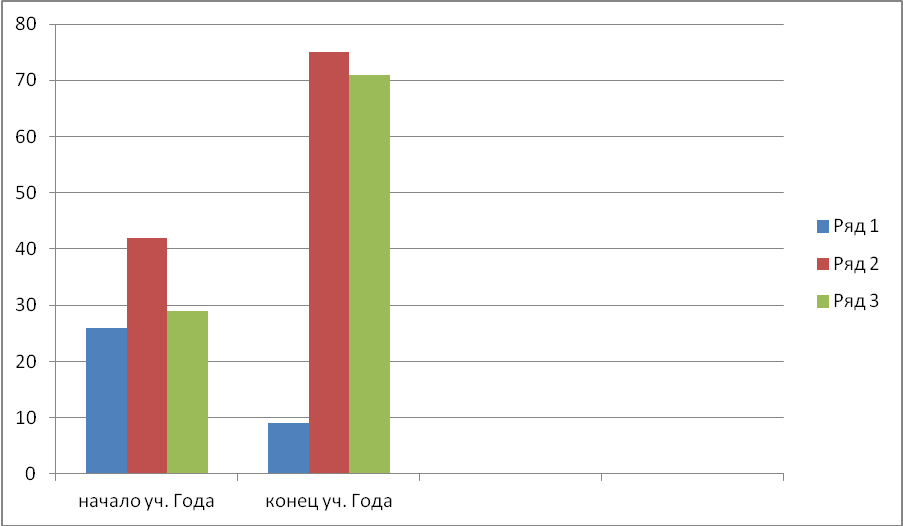 80
70
60
50
40
30
20
10
0
начало уч. Года
конец уч. Года
Ряд 1
Ряд 2
Ряд 3